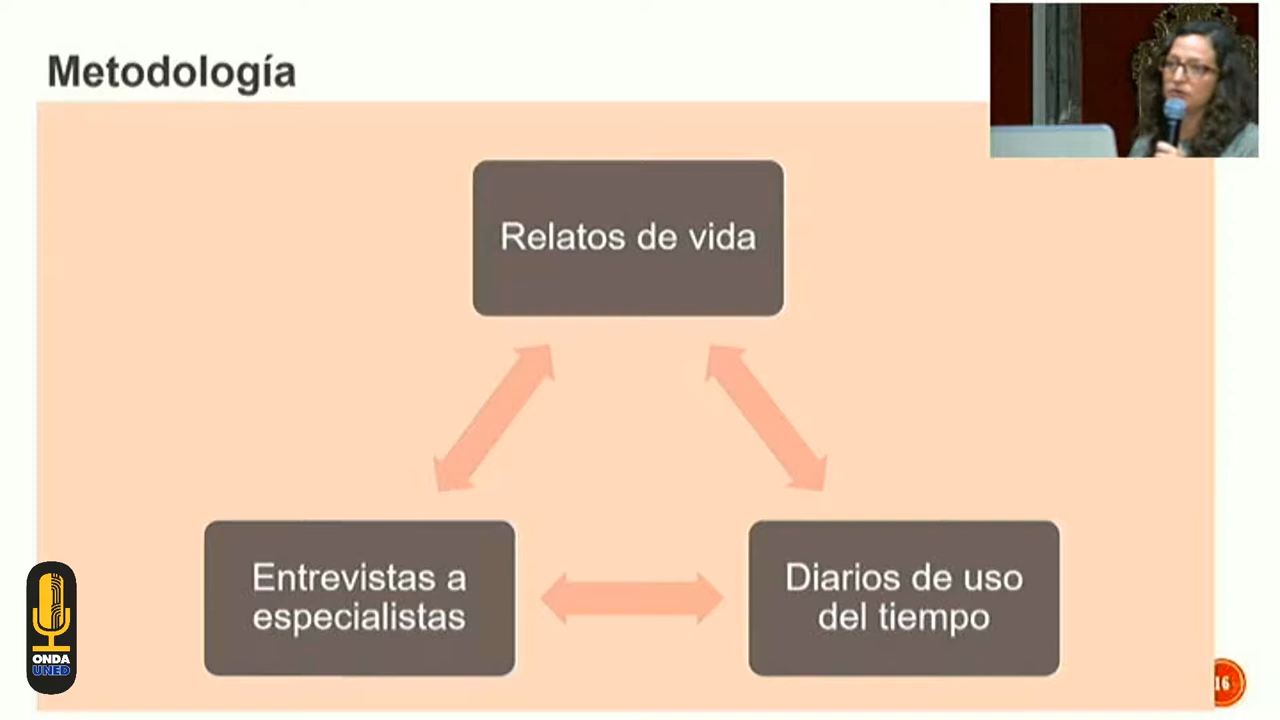 Metodología
Relatos de vida
Entrevistas a
especialistas
Diarios de uso
del tiempo
ONDA
UNED
16